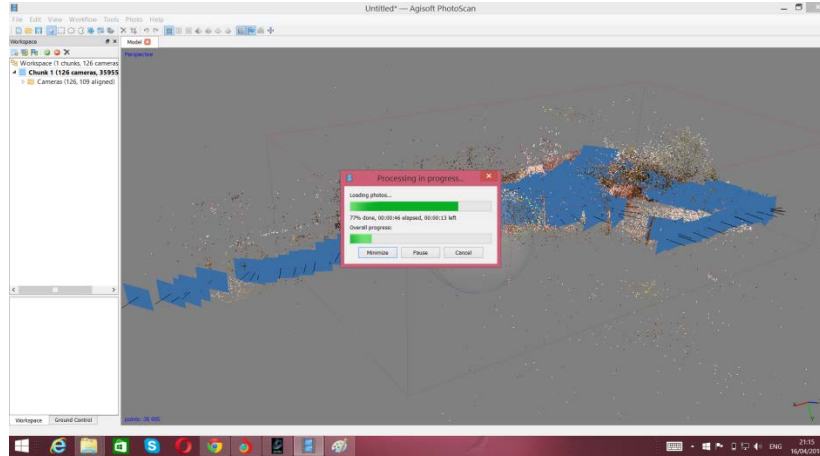 Untitled* — Agisoft PhotoScan
File Edit View Workflow Tools Photo Help
Workspace
Model
Perspective
Workspace (1 chunks, 126 cameras
Chunk 1 (126 cameras, 35955
Cameras (126, 109 aligned)
Processing in progress...
Loading photos...
77% done, 00:00:46 elapsed, 00:00:13 left
Overall progress:
Minimize Pause Cancel
Workspace Ground Control
ENG
21:15
16/04/201